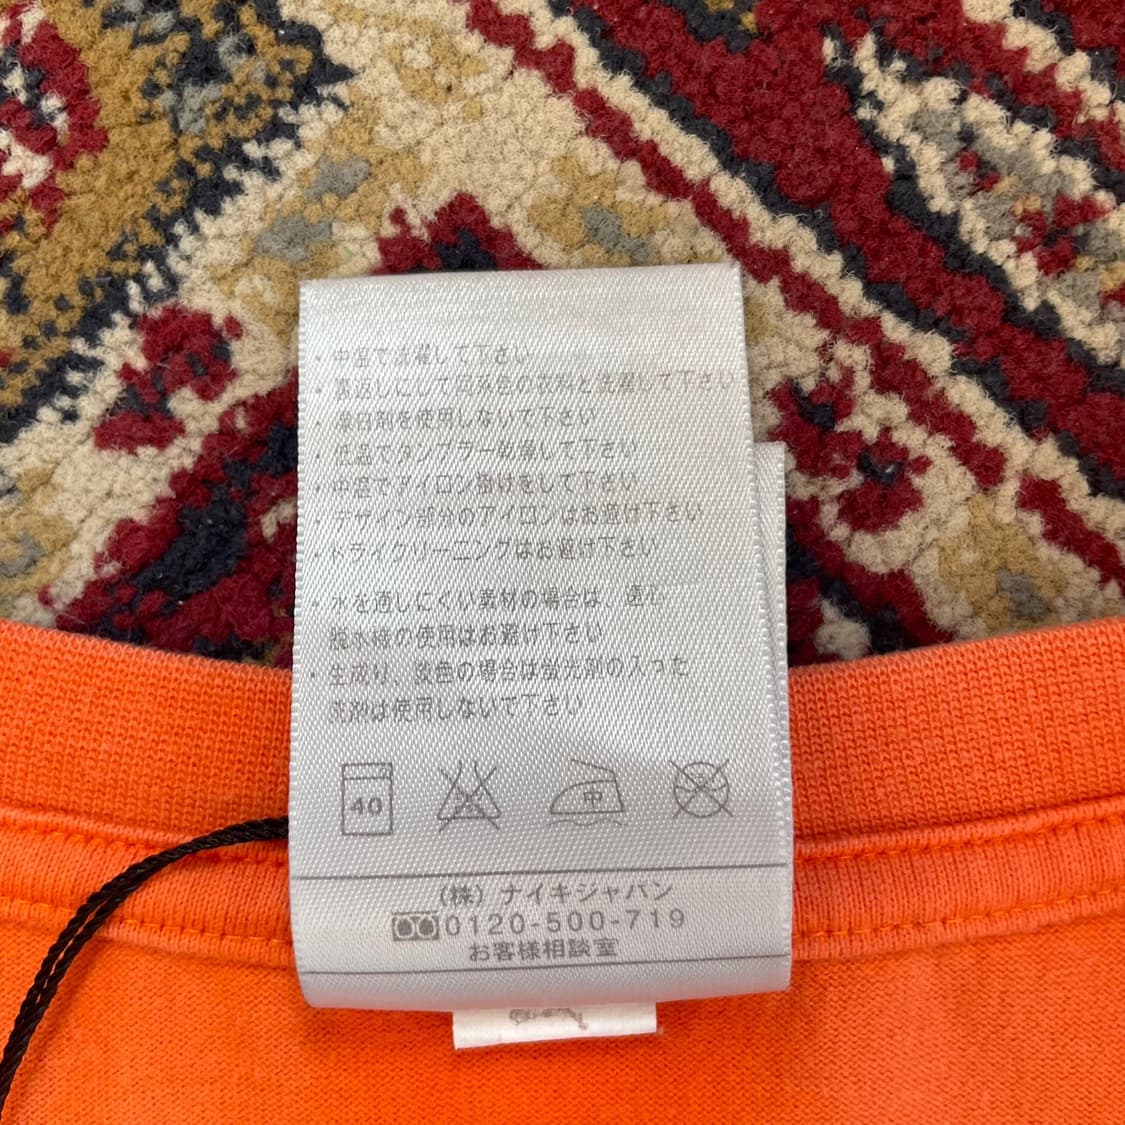 ・中温で洗濯して下さい
・裏返しにして同系色の衣料と洗濯して下さい
・漂白剤を使用しないで下さい
・低温でタンブラー乾燥して下さい
・中温でアイロン掛けをして下さい
・デザイン部分のアイロンはお避け下さい
・ドライクリーニングはお避け下さい
・水を通しにくい素材の場合は、遠心
脱水機の使用はお避け下さい
・生成り、淡色の場合は蛍光剤の入った
洗剤は使用しないで下さい
40 中
(株) ナイキジャパン
0120-500-719
お客様相談室